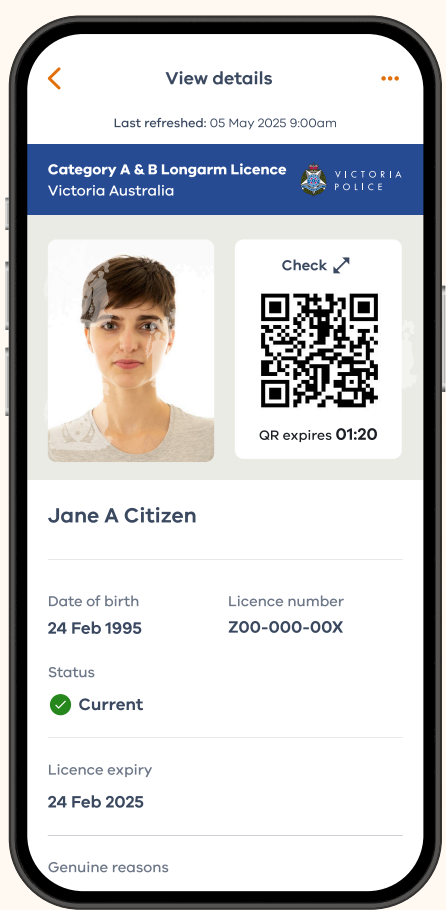 View details
Last refreshed: 05 May 2025 9:00am
Category A & B Longarm Licence
Victoria Australia
VICTORIA
POLICE
Check
QR expires 01:20
Jane A Citizen
Date of birth
24 Feb 1995
Licence number
Z00-000-00X
Status
Current
Licence expiry
24 Feb 2025
Genuine reasons